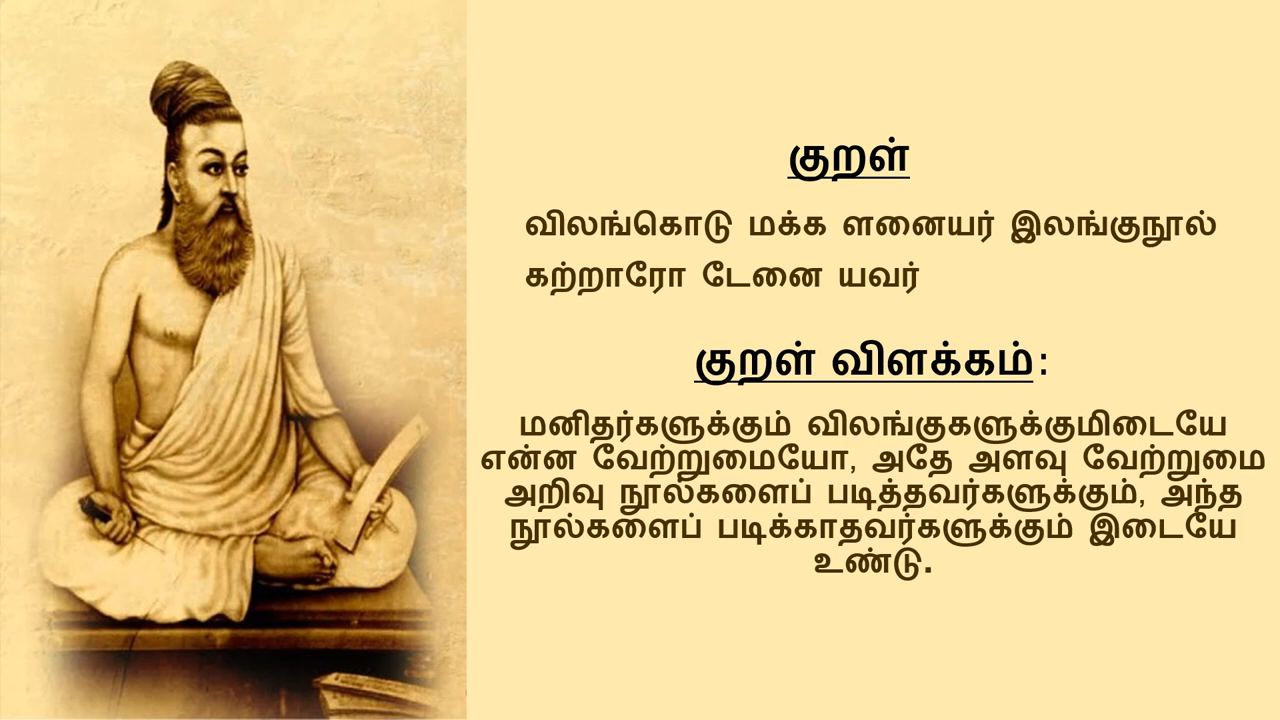 குறள்
விலங்கொடு மக்க ளனையர் இலங்குநூல்
கற்றாரோ டேனை யவர்
குறள் விளக்கம்:
மனிதர்களுக்கும் விலங்குகளுக்குமிடையே
என்ன வேற்றுமையோ, அதே அளவு வேற்றுமை
அறிவு நூல்களைப் படித்தவர்களுக்கும், அந்த
நூல்களைப் படிக்காதவர்களுக்கும் இடையே
உண்டு.